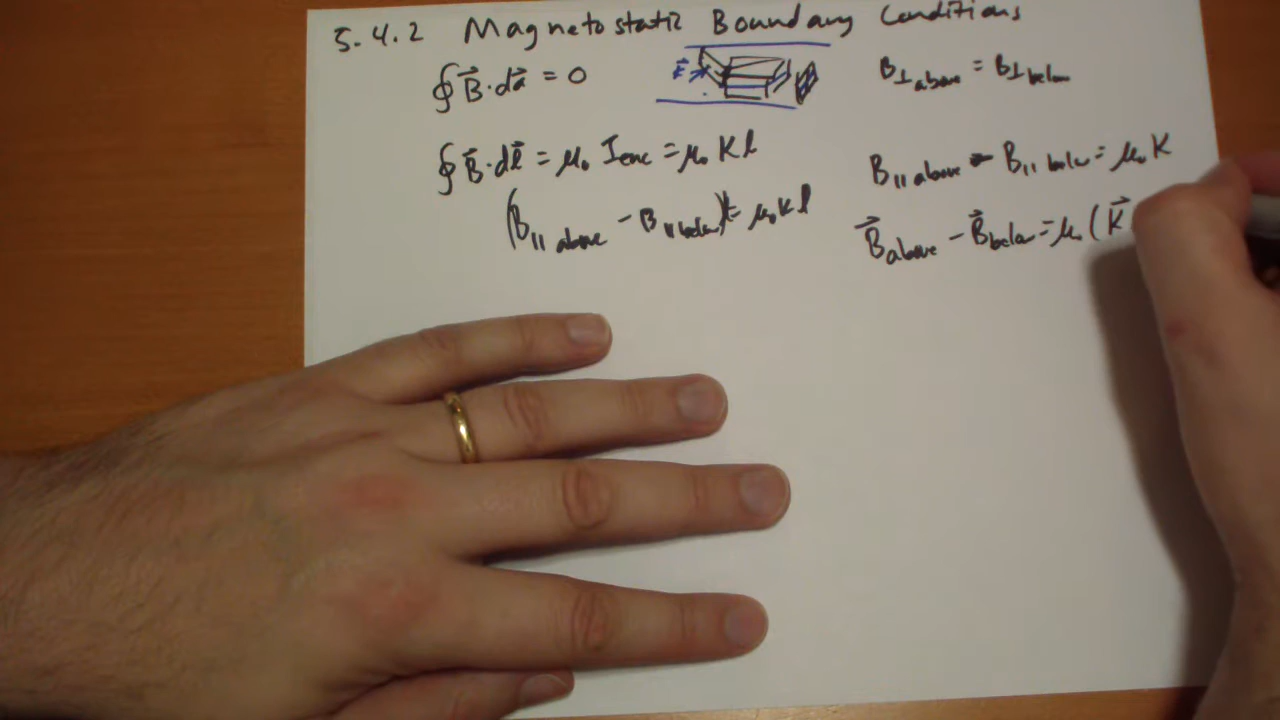 5.4.2 Magnetostatic Boundary Conditions
∮B⃗·da⃗ = 0
K⃗
B⊥above = B⊥below
∮B⃗·dl⃗ = μ₀ Ienc = μ₀ K l
B∥above - B∥below = μ₀ K
(B∥above - B∥below)l = μ₀ K l
B⃗above - B⃗below = μ₀ (K⃗